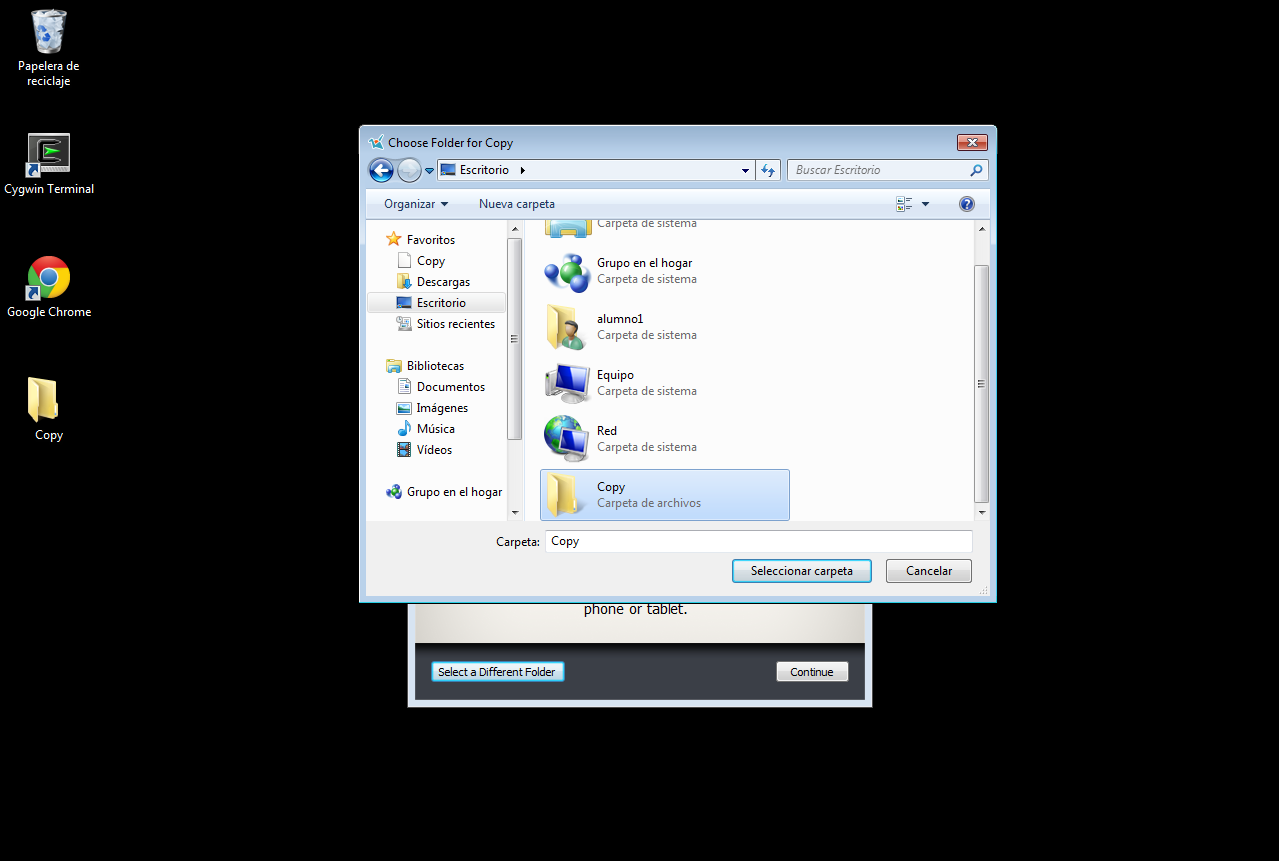 Papelera de
reciclaje
Cygwin Terminal
Google Chrome
Copy
Choose Folder for Copy
Escritorio
Buscar Escritorio
Organizar
Nueva carpeta
Favoritos
Copy
Descargas
Escritorio
Sitios recientes
Bibliotecas
Documentos
Imágenes
Música
Vídeos
Grupo en el hogar
Carpeta de sistema
Grupo en el hogar
Carpeta de sistema
alumno1
Carpeta de sistema
Equipo
Carpeta de sistema
Red
Carpeta de sistema
Copy
Carpeta de archivos
Carpeta: Copy
Seleccionar carpeta
Cancelar
phone or tablet.
Select a Different Folder
Continue